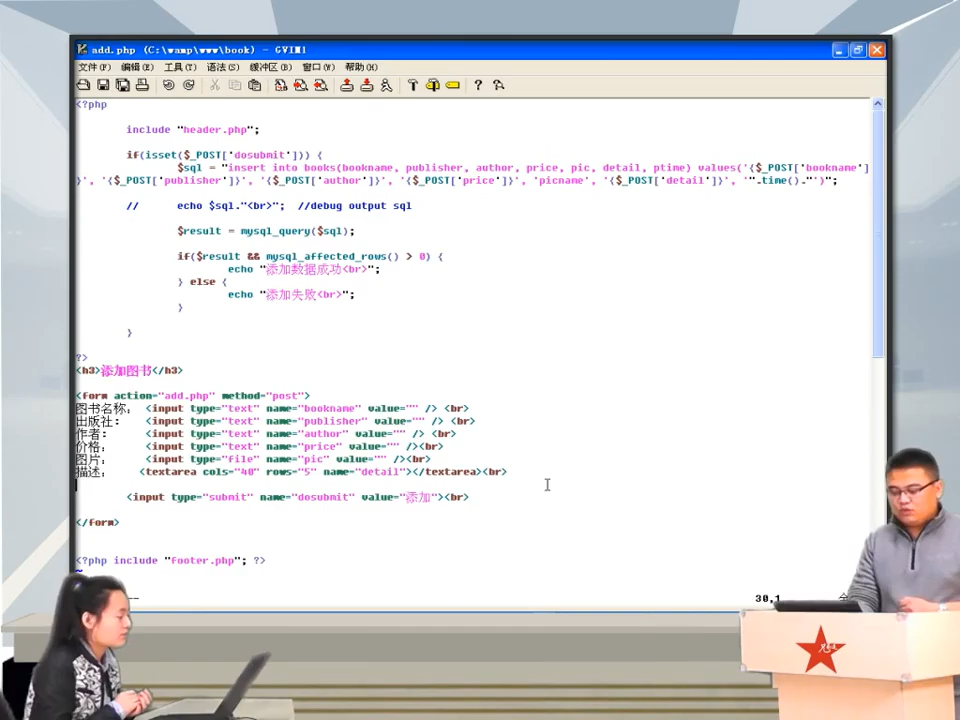 add.php (C:\wamp\www\book) - GVIM1
文件(F) 编辑(E) 工具(T) 语法(S) 缓冲区(B) 窗口(W) 帮助(H)
<?php
include "header.php";
if(isset($_POST['dosubmit'])) {
$sql = "insert into books(bookname, publisher, author, price, pic, detail, ptime) values('{$_POST['bookname']
}', '{$_POST['publisher']}', '{$_POST['author']}', '{$_POST['price']}', 'picname', '{$_POST['detail']}', '".time()."')";
// echo $sql."<br>"; //debug output sql
$result = mysql_query($sql);
if($result && mysql_affected_rows() > 0) {
echo "添加数据成功<br>";
} else {
echo "添加失败<br>";
}
}
?>
<h3>添加图书</h3>
<form action="add.php" method="post">
图书名称: <input type="text" name="bookname" value="" /> <br>
出版社: <input type="text" name="publisher" value="" /> <br>
作者: <input type="text" name="author" value="" /> <br>
价格: <input type="text" name="price" value="" /><br>
图片: <input type="file" name="pic" value="" /><br>
描述: <textarea cols="40" rows="5" name="detail"></textarea><br>
<input type="submit" name="dosubmit" value="添加"><br>
</form>
<?php include "footer.php"; ?>
~
30,1